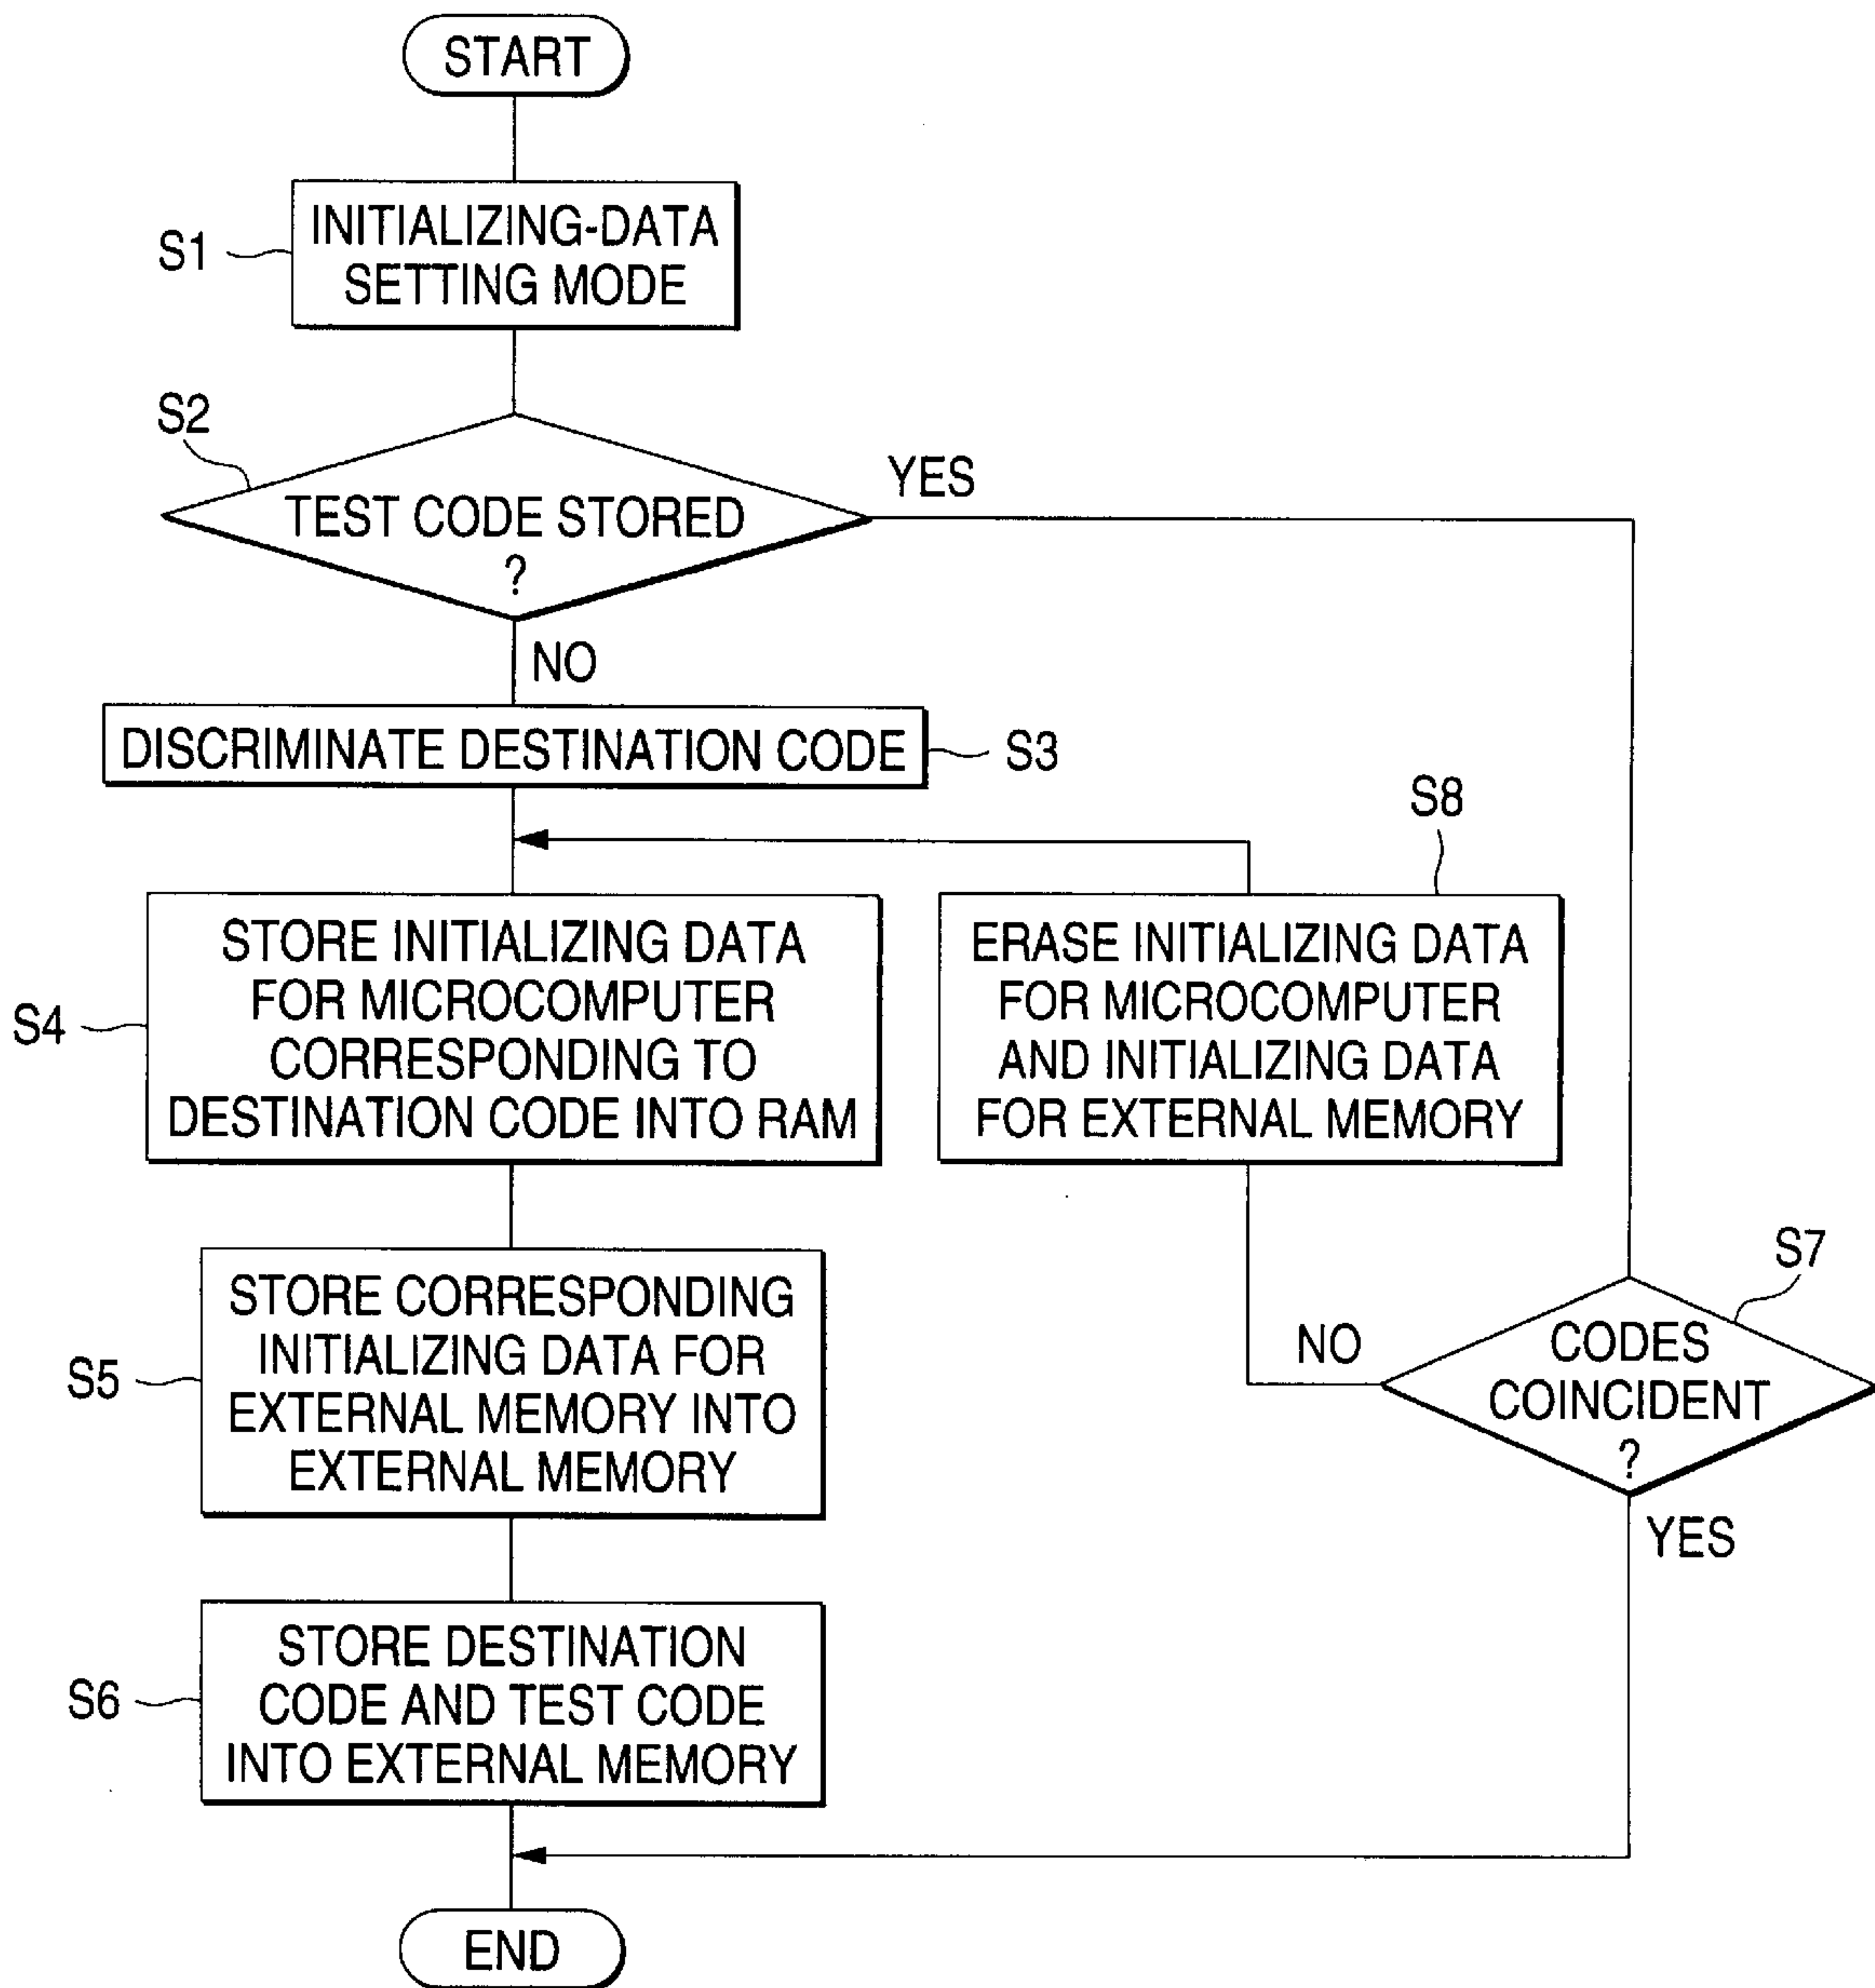 START
S1
INITIALIZING-DATA
SETTING MODE
S2
TEST CODE STORED
?
YES
NO
DISCRIMINATE DESTINATION CODE
S3
S8
S4
STORE INITIALIZING DATA
FOR MICROCOMPUTER
CORRESPONDING TO
DESTINATION CODE INTO RAM
ERASE INITIALIZING DATA
FOR MICROCOMPUTER
AND INITIALIZING DATA
FOR EXTERNAL MEMORY
S5
STORE CORRESPONDING
INITIALIZING DATA FOR
EXTERNAL MEMORY INTO
EXTERNAL MEMORY
S7
NO
CODES
COINCIDENT
?
YES
S6
STORE DESTINATION
CODE AND TEST CODE
INTO EXTERNAL MEMORY
END